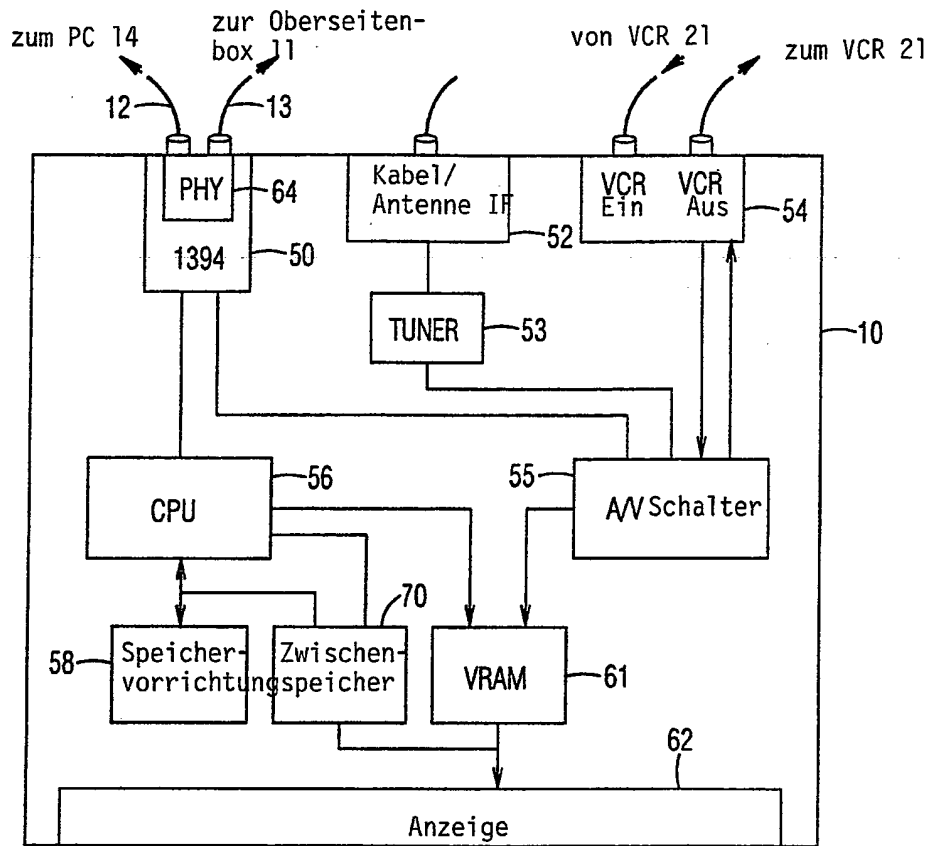 zum PC 14
zur Oberseiten-
box 11
von VCR 21
zum VCR 21
12
13
PHY
64
1394
50
Kabel/
Antenne IF
52
VCR
Ein
VCR
Aus
54
TUNER
53
10
56
CPU
55
A/V Schalter
70
58
Speicher-
vorrichtung
Zwischen-
speicher
VRAM
61
62
Anzeige